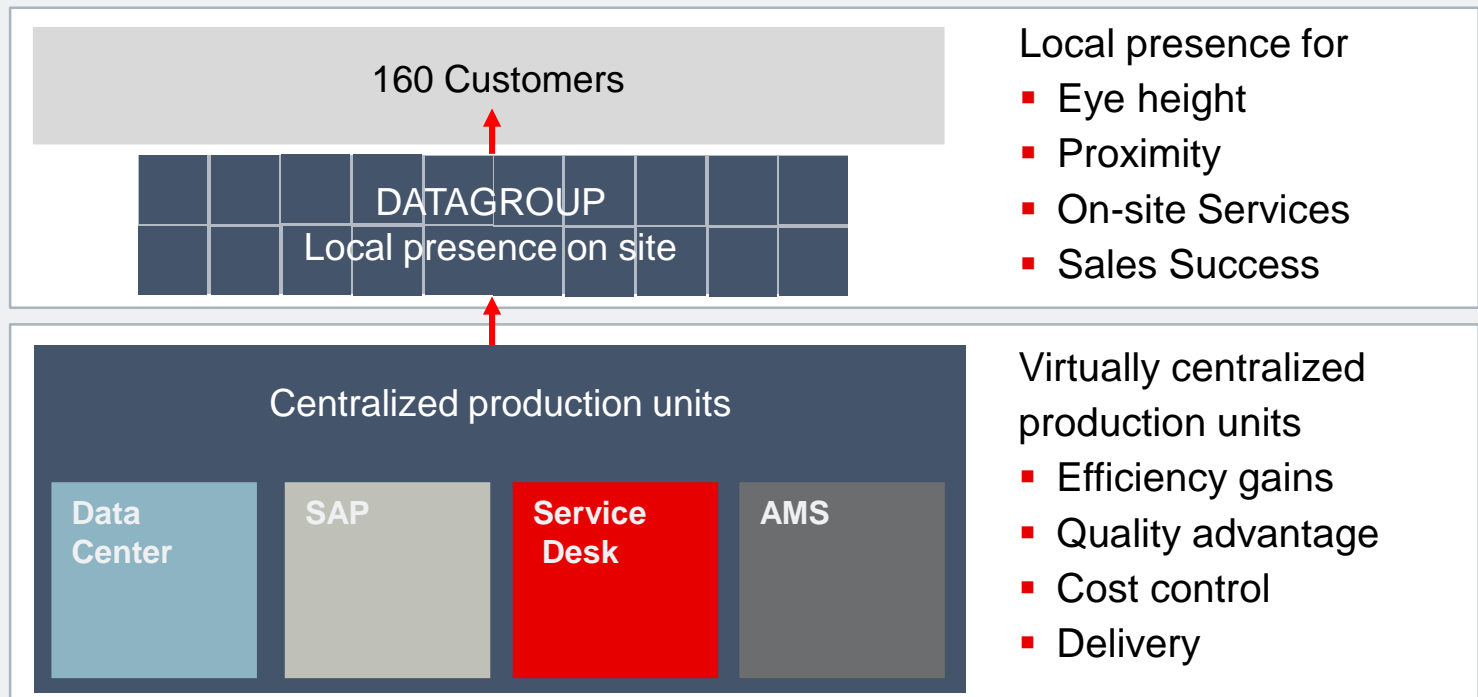 160 Customers
DATAGROUP
Local presence on site
Local presence for
▪ Eye height
▪ Proximity
▪ On-site Services
▪ Sales Success
Centralized production units
Data
Center
SAP
Service
Desk
AMS
Virtually centralized
production units
▪ Efficiency gains
▪ Quality advantage
▪ Cost control
▪ Delivery